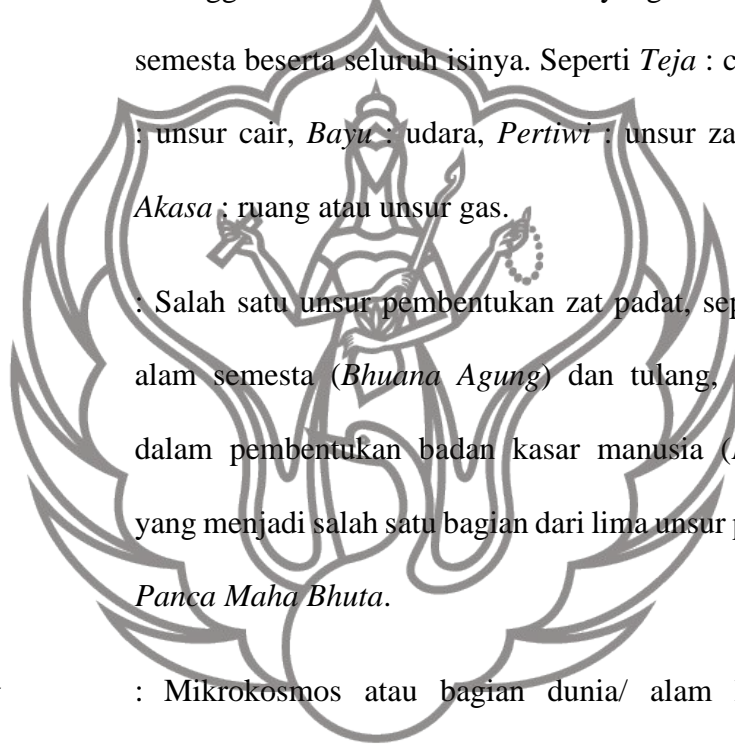 semesta beserta seluruh isinya. Seperti Teja : c
: unsur cair, Bayu : udara, Pertiwi : unsur za
Akasa : ruang atau unsur gas.
: Salah satu unsur pembentukan zat padat, sep
alam semesta (Bhuana Agung) dan tulang,
dalam pembentukan badan kasar manusia (
yang menjadi salah satu bagian dari lima unsur p
Panca Maha Bhuta.
: Mikrokosmos atau bagian dunia/ alam